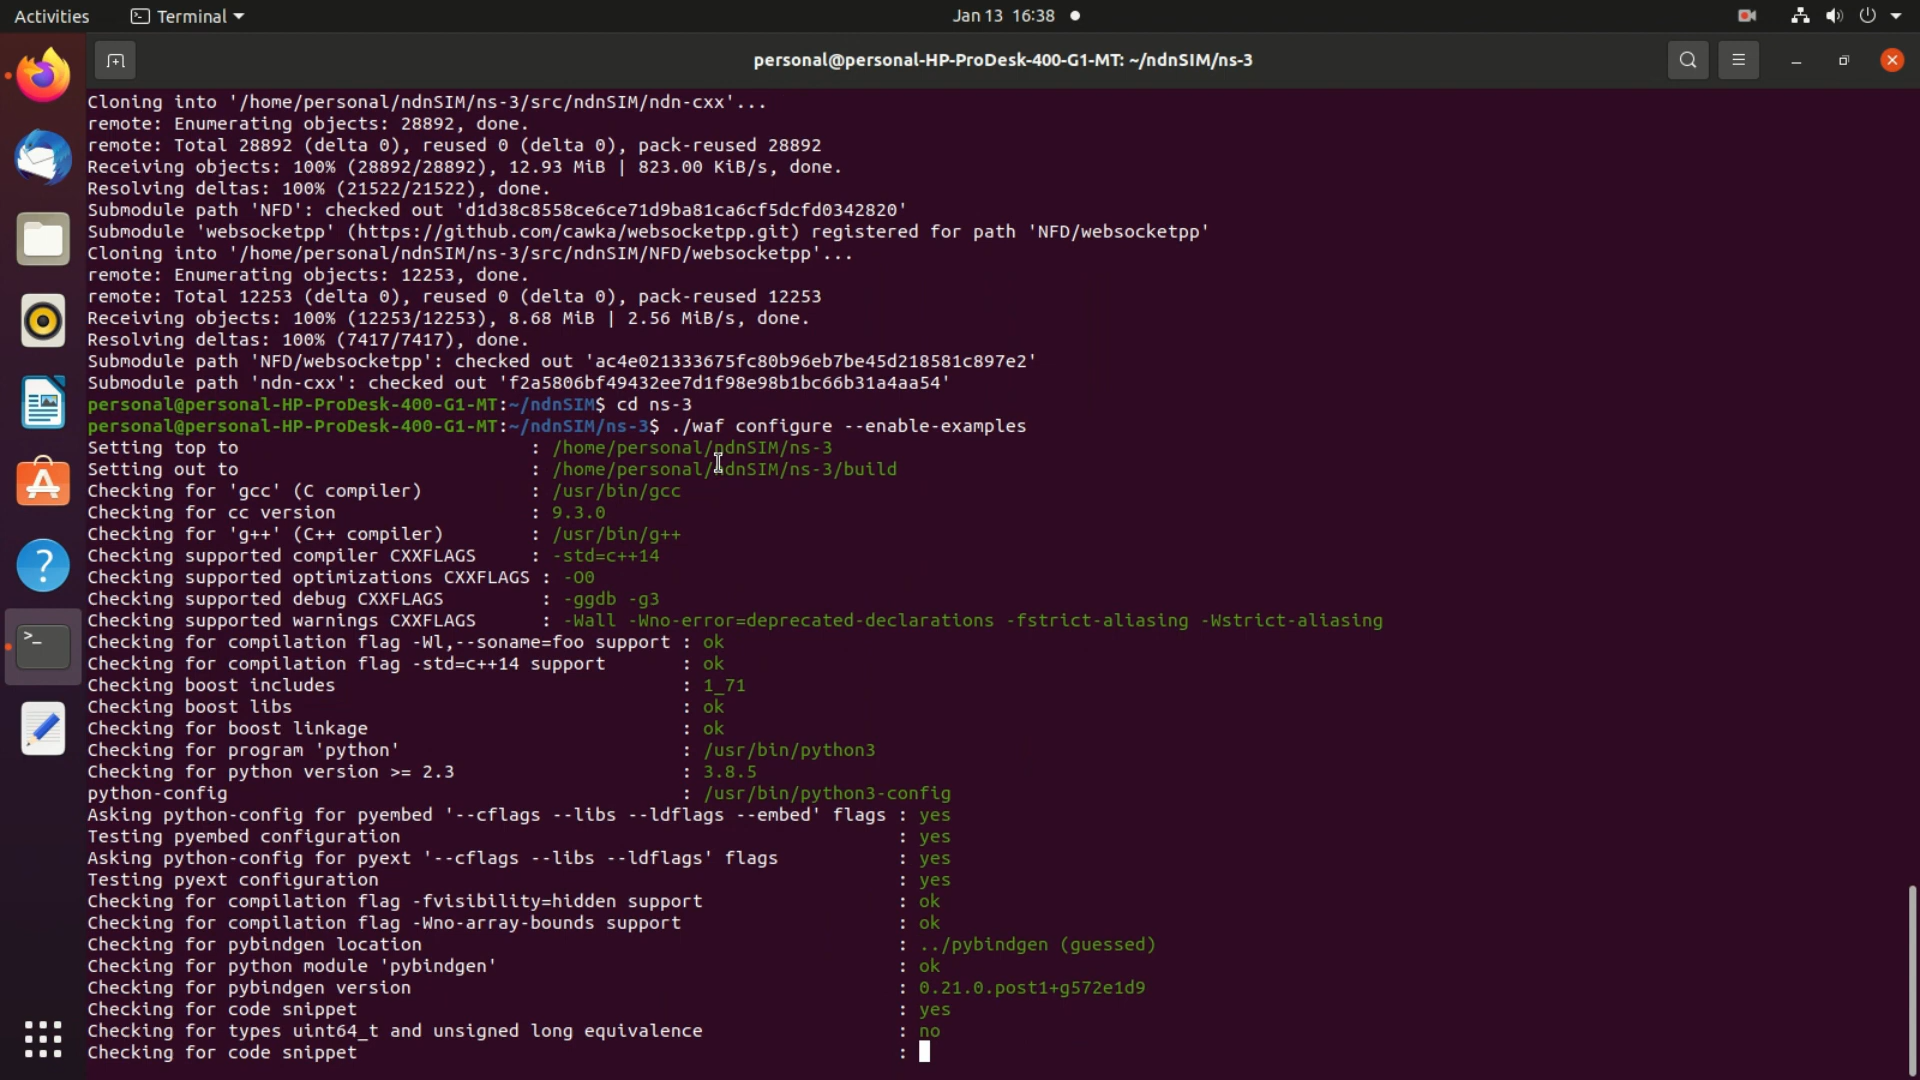 Activities
Terminal
Jan 13 16:38
personal@personal-HP-ProDesk-400-G1-MT: ~/ndnSIM/ns-3
Cloning into '/home/personal/ndnSIM/ns-3/src/ndnSIM/ndn-cxx'...
remote: Enumerating objects: 28892, done.
remote: Total 28892 (delta 0), reused 0 (delta 0), pack-reused 28892
Receiving objects: 100% (28892/28892), 12.93 MiB | 823.00 KiB/s, done.
Resolving deltas: 100% (21522/21522), done.
Submodule path 'NFD': checked out 'd1d38c8558ce6ce71d9ba81ca6cf5dcfd0342820'
Submodule 'websocketpp' (https://github.com/cawka/websocketpp.git) registered for path 'NFD/websocketpp'
Cloning into '/home/personal/ndnSIM/ns-3/src/ndnSIM/NFD/websocketpp'...
remote: Enumerating objects: 12253, done.
remote: Total 12253 (delta 0), reused 0 (delta 0), pack-reused 12253
Receiving objects: 100% (12253/12253), 8.68 MiB | 2.56 MiB/s, done.
Resolving deltas: 100% (7417/7417), done.
Submodule path 'NFD/websocketpp': checked out 'ac4e021333675fc80b96eb7be45d218581c897e2'
Submodule path 'ndn-cxx': checked out 'f2a5806bf49432ee7d1f98e98b1bc66b31a4aa54'
personal@personal-HP-ProDesk-400-G1-MT:~/ndnSIM$ cd ns-3
personal@personal-HP-ProDesk-400-G1-MT:~/ndnSIM/ns-3$ ./waf configure --enable-examples
Setting top to : /home/personal/ndnSIM/ns-3
Setting out to : /home/personal/ndnSIM/ns-3/build
Checking for 'gcc' (C compiler) : /usr/bin/gcc
Checking for cc version : 9.3.0
Checking for 'g++' (C++ compiler) : /usr/bin/g++
Checking supported compiler CXXFLAGS : -std=c++14
Checking supported optimizations CXXFLAGS : -O0
Checking supported debug CXXFLAGS : -ggdb -g3
Checking supported warnings CXXFLAGS : -Wall -Wno-error=deprecated-declarations -fstrict-aliasing -Wstrict-aliasing
Checking for compilation flag -Wl,--soname=foo support : ok
Checking for compilation flag -std=c++14 support : ok
Checking boost includes : 1_71
Checking boost libs : ok
Checking for boost linkage : ok
Checking for program 'python' : /usr/bin/python3
Checking for python version >= 2.3 : 3.8.5
python-config : /usr/bin/python3-config
Asking python-config for pyembed '--cflags --libs --ldflags --embed' flags : yes
Testing pyembed configuration : yes
Asking python-config for pyext '--cflags --libs --ldflags' flags : yes
Testing pyext configuration : yes
Checking for compilation flag -fvisibility=hidden support : ok
Checking for compilation flag -Wno-array-bounds support : ok
Checking for pybindgen location : ../pybindgen (guessed)
Checking for python module 'pybindgen' : ok
Checking for pybindgen version : 0.21.0.post1+g572e1d9
Checking for code snippet : yes
Checking for types uint64_t and unsigned long equivalence : no
Checking for code snippet :